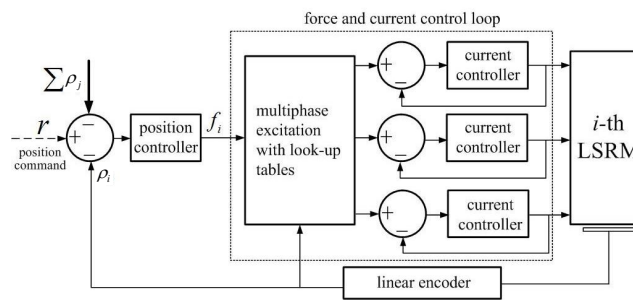 force and current control loop
∑ρj
r
position
command
+
−
−
ρi
position
controller
fi
multiphase
excitation
with look-up
tables
+
−
current
controller
+
−
current
controller
+
−
current
controller
i-th
LSRM
linear encoder